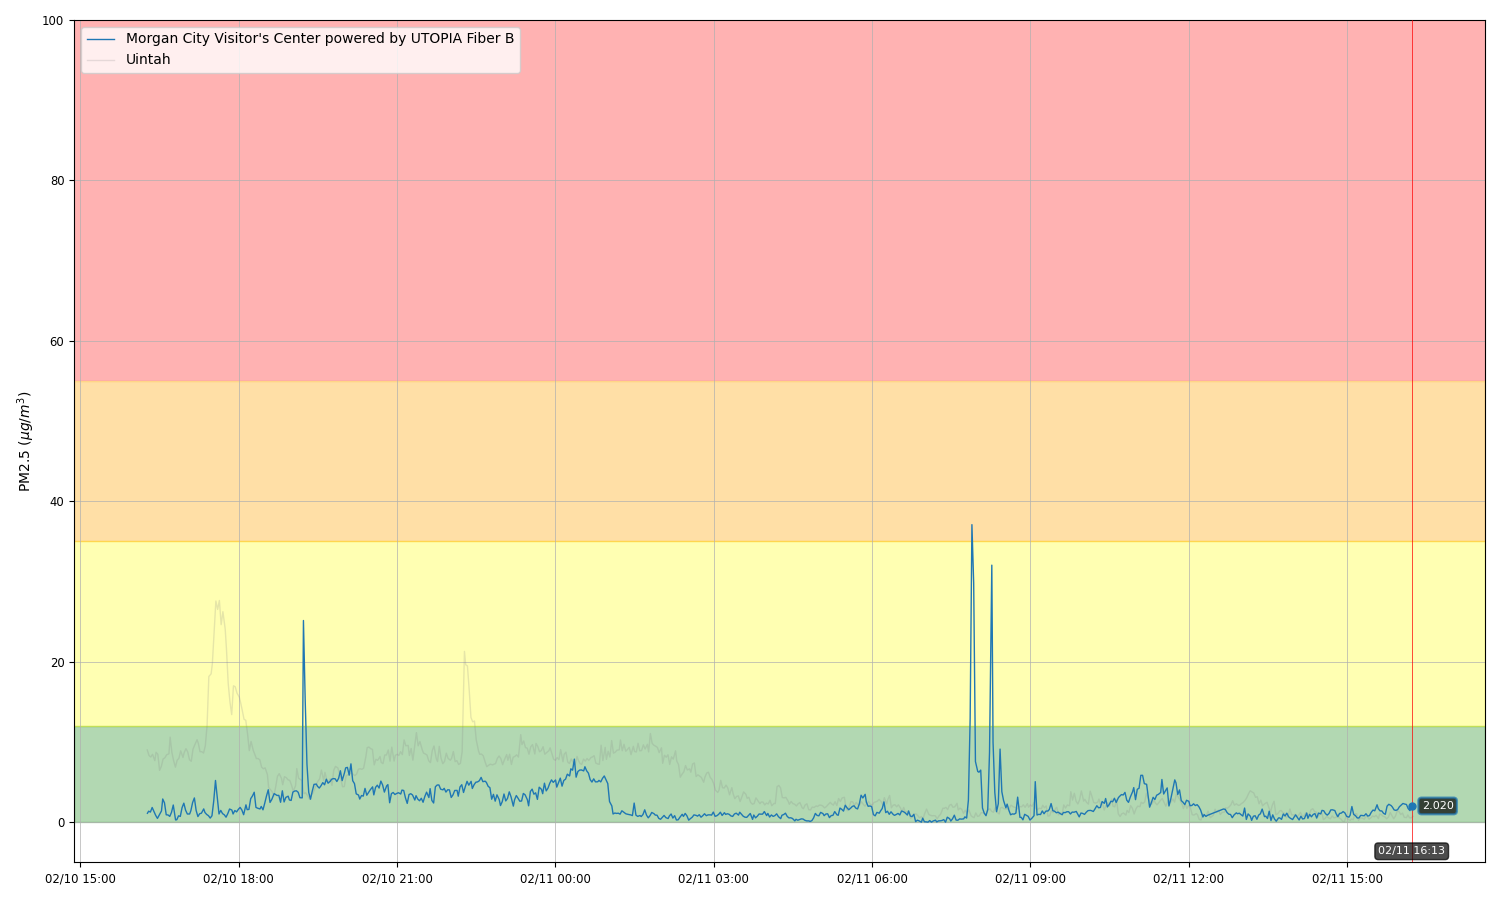 100
Morgan City Visitor's Center powered by UTOPIA Fiber B
Uintah
80
60
PM2.5 (μg/m³)
40
20
2.020
0
02/11 16:13
02/10 15:00 02/10 18:00 02/10 21:00 02/11 00:00 02/11 03:00 02/11 06:00 02/11 09:00 02/11 12:00 02/11 15:00